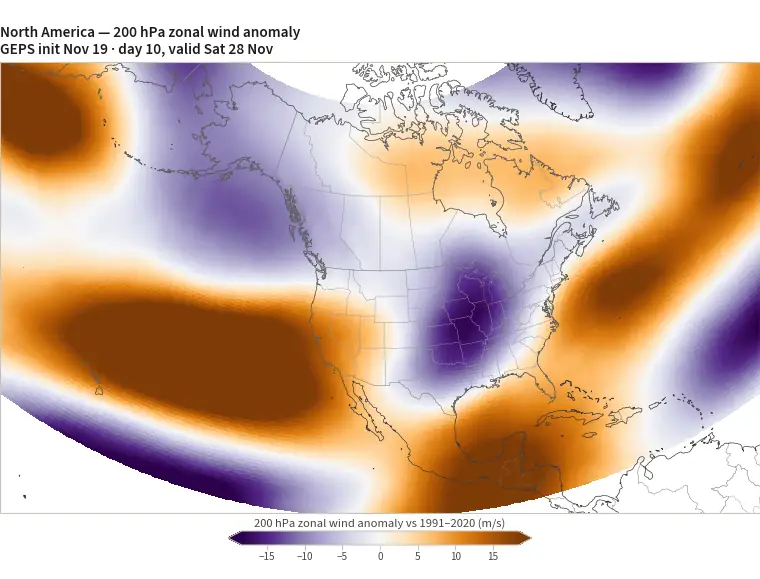 North America — 200 hPa zonal wind anomaly
GEPS init Nov 19 · day 10, valid Sat 28 Nov
200 hPa zonal wind anomaly vs 1991–2020 (m/s)
−15 −10 −5 0 5 10 15